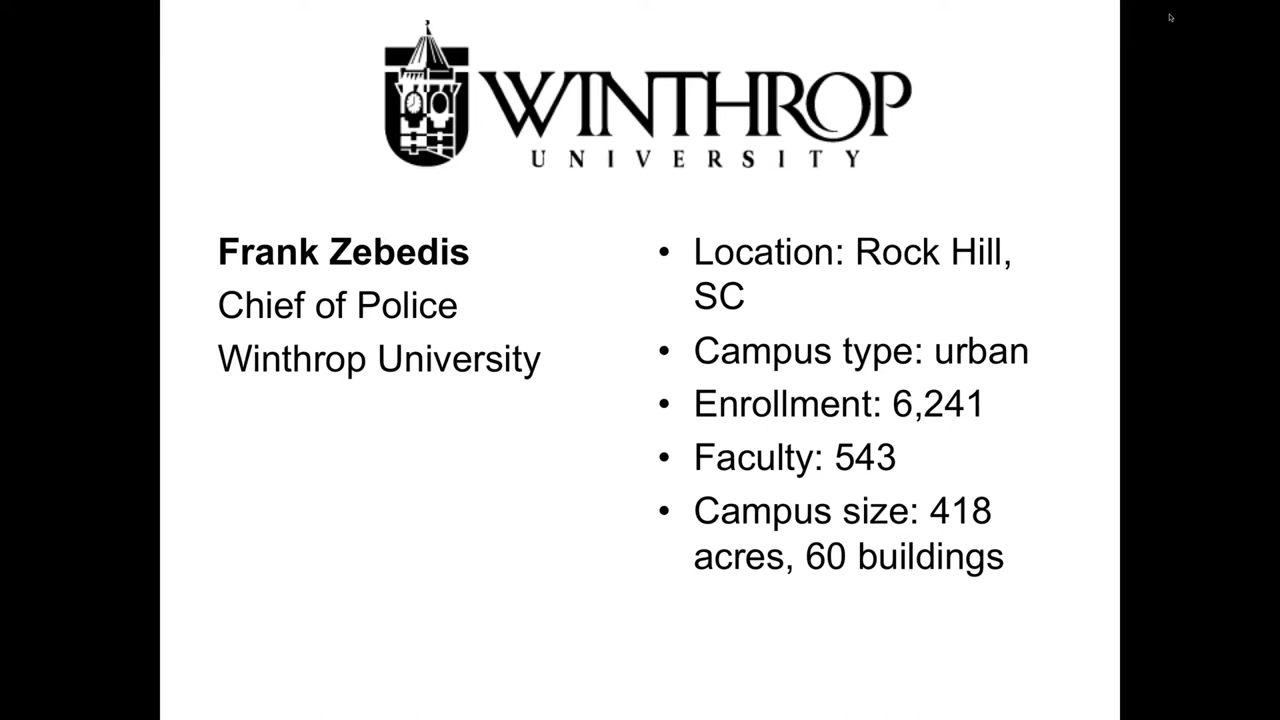 WINTHROP
UNIVERSITY
Frank Zebedis
Chief of Police
Winthrop University
• Location: Rock Hill,
SC
• Campus type: urban
• Enrollment: 6,241
• Faculty: 543
• Campus size: 418
acres, 60 buildings